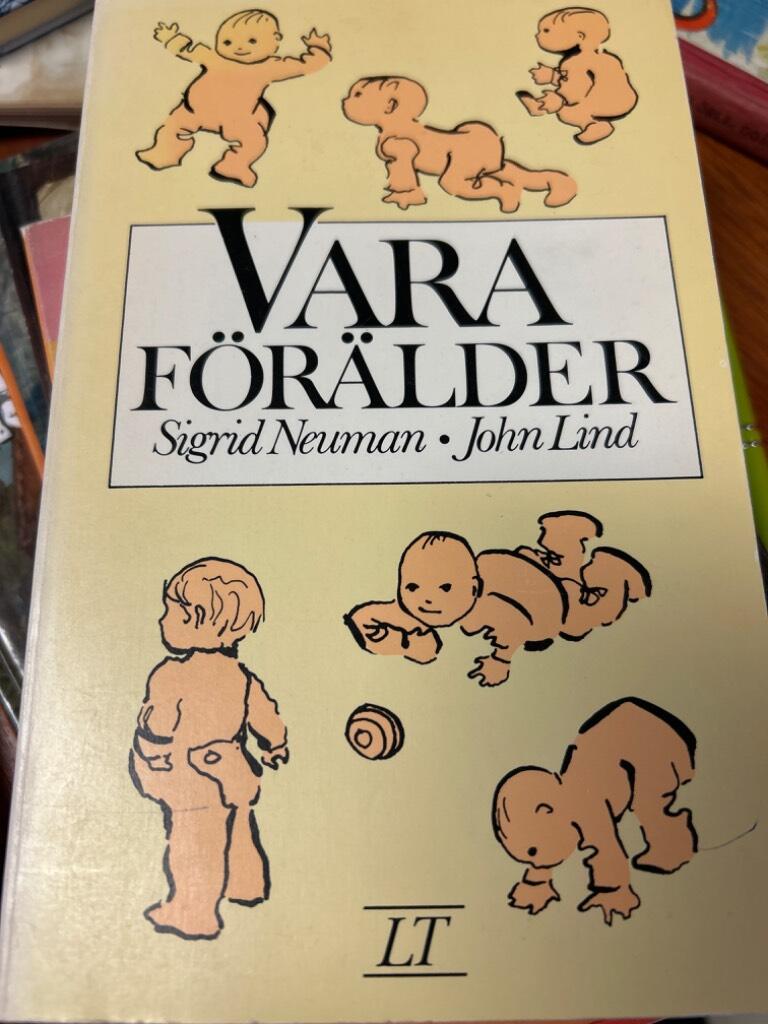 VARA
FÖRÄLDER
Sigrid Neuman • John Lind
LT